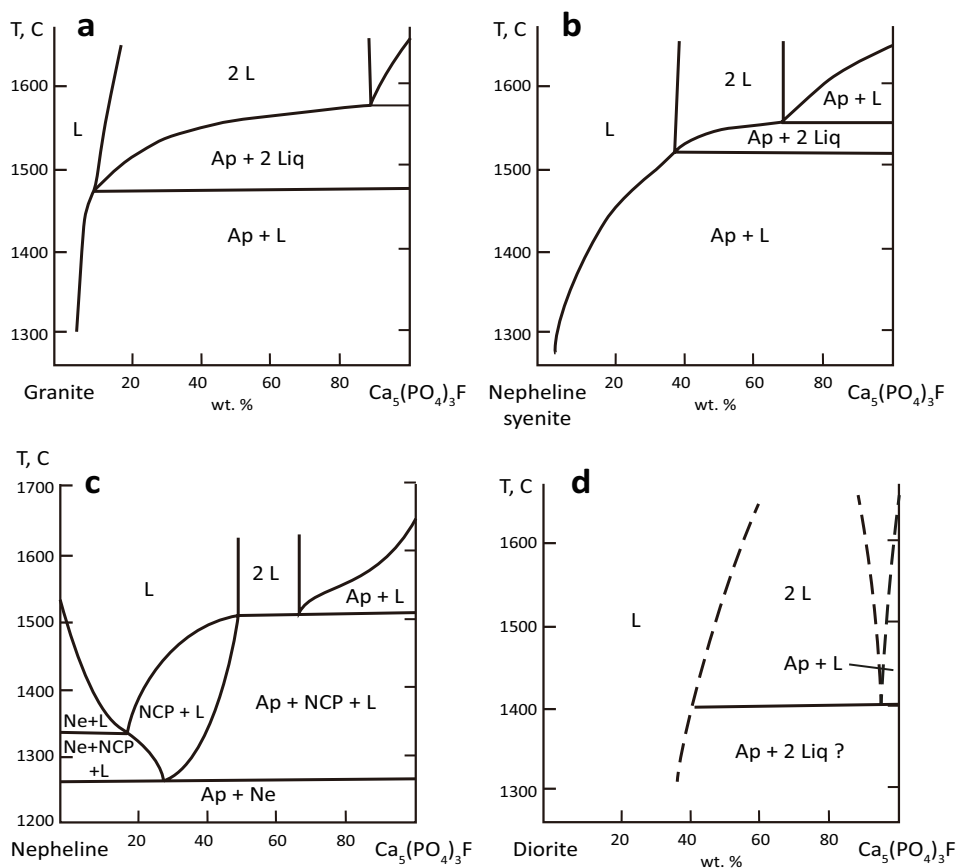 T, C
a
1600
1500
1400
1300
L
2 L
Ap + 2 Liq
Ap + L
20 40 60 80
Granite wt. % Ca₅(PO₄)₃F
T, C
b
1600
1500
1400
1300
L
2 L
Ap + L
Ap + 2 Liq
Ap + L
20 40 60 80
Nepheline syenite wt. % Ca₅(PO₄)₃F
T, C
c
1700
1600
1500
1400
1300
1200
L
2 L
Ap + L
NCP + L
Ap + NCP + L
Ne+L
Ne+NCP
+L
Ap + Ne
20 40 60 80
Nepheline Ca₅(PO₄)₃F
T, C
d
1600
1500
1400
1300
L
2 L
Ap + L
Ap + 2 Liq ?
20 40 60 80
Diorite wt. % Ca₅(PO₄)₃F